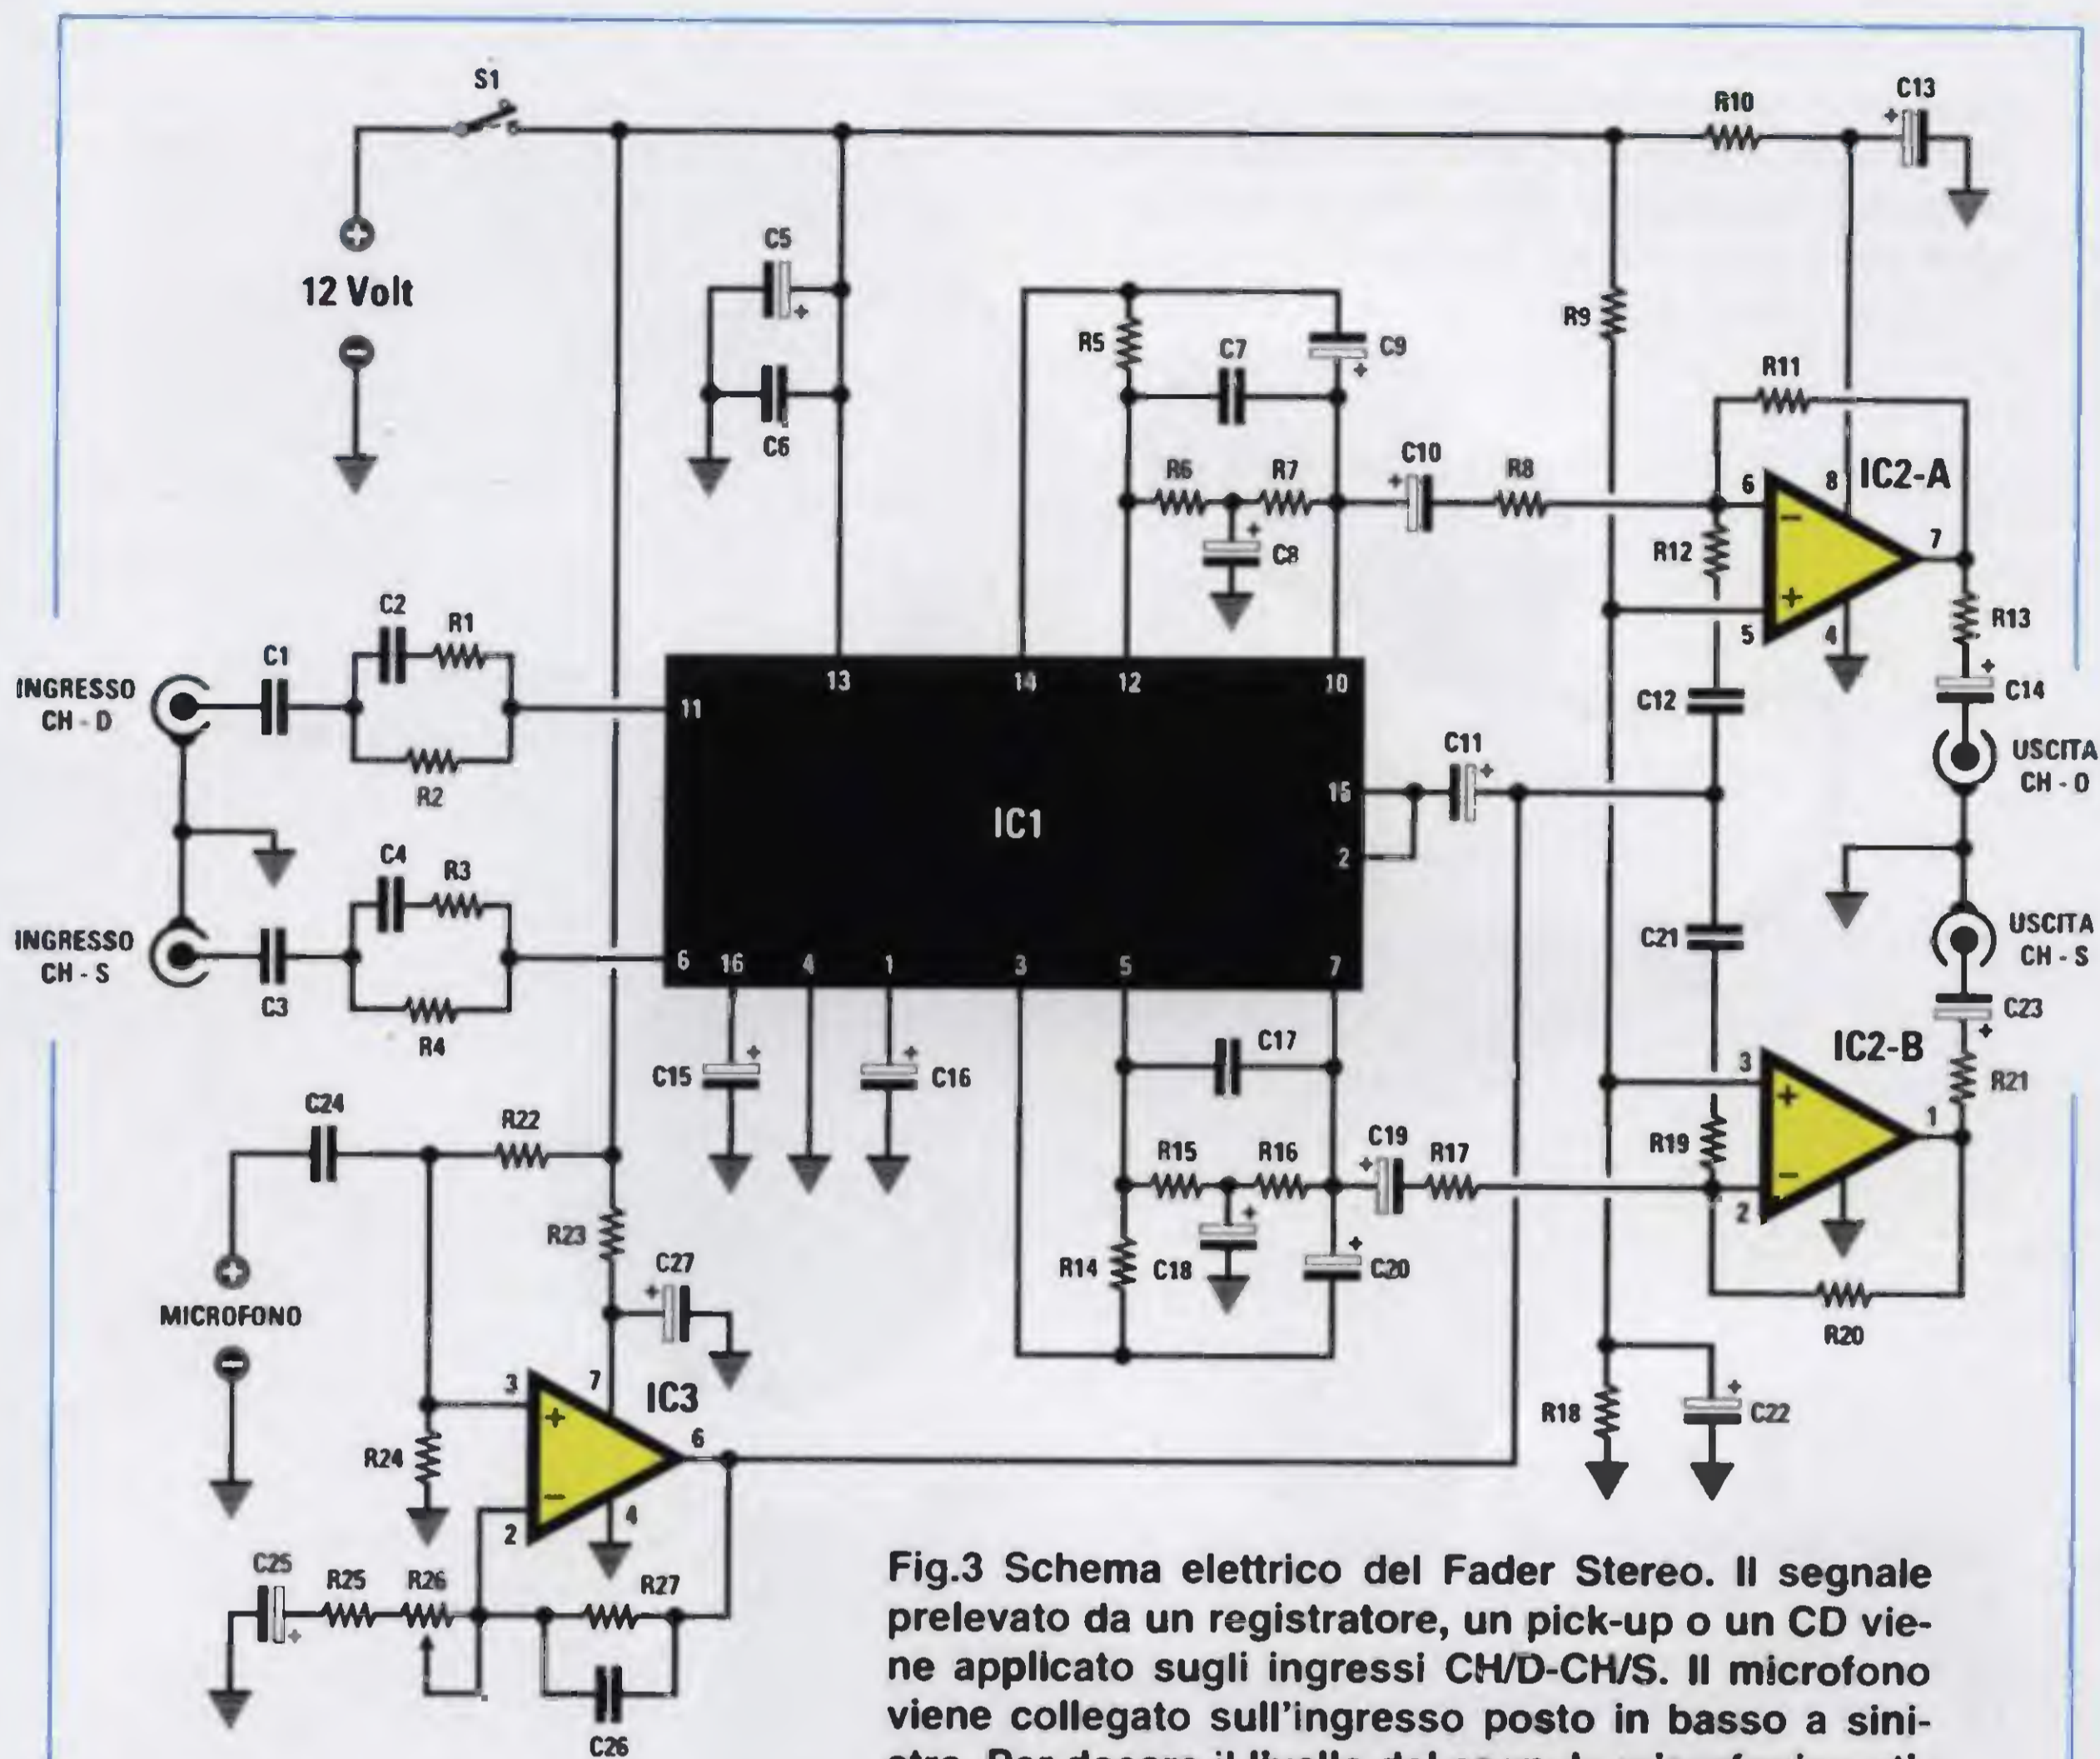 S1
R10
C13
+
+
12 Volt
−
C5
+
C6
R5
C7
C9
+
R9
R11
R6
R7
C10
+
R8
C8
+
6
8
IC2-A
−
7
R12
+
5
4
R13
+
C14
C2
R1
INGRESSO
CH - D
C1
R2
13
14
12
10
11
C12
C11
+
USCITA
CH - D
15
IC1
2
C4
R3
INGRESSO
CH - S
C3
R4
6
16
4
1
3
5
7
C21
USCITA
CH - S
C23
+
C15
+
C16
+
C17
IC2-B
3
+
1
R21
C24
R22
R15
R16
C19
+
R17
R19
−
2
R23
R14
C18
+
C20
+
+
MICROFONO
−
C27
+
R20
3
7
IC3
+
6
R24
−
2
4
R18
+
C22
C25
+
R25
R26
R27
C26
Fig.3 Schema elettrico del Fader Stereo. Il segnale
prelevato da un registratore, un pick-up o un CD vie-
ne applicato sugli ingressi CH/D-CH/S. Il microfono
viene collegato sull'ingresso posto in basso a sini-